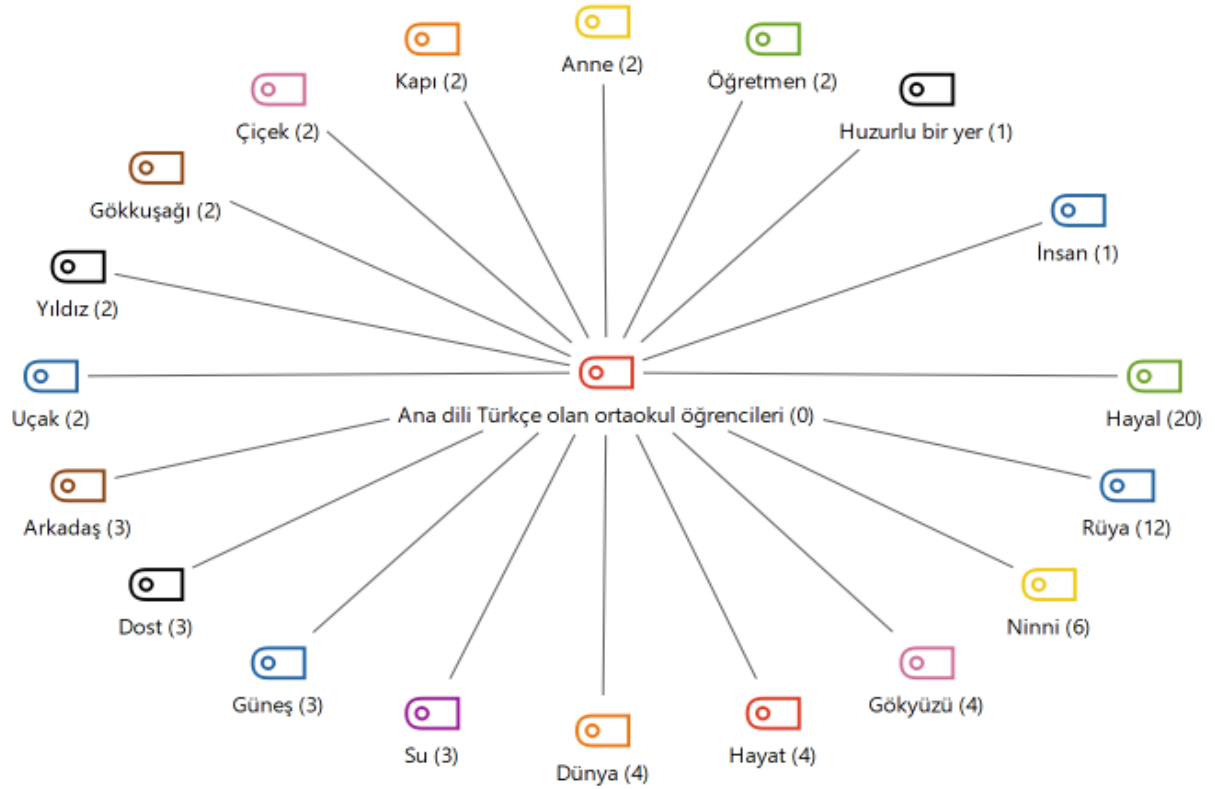 Anne (2)
Kapı (2)
Öğretmen (2)
Çiçek (2)
Huzurlu bir yer (1)
Gökkuşağı (2)
İnsan (1)
Yıldız (2)
Uçak (2)
Ana dili Türkçe olan ortaokul öğrencileri (0)
Hayal (20)
Arkadaş (3)
Rüya (12)
Dost (3)
Ninni (6)
Güneş (3)
Gökyüzü (4)
Su (3)
Hayat (4)
Dünya (4)